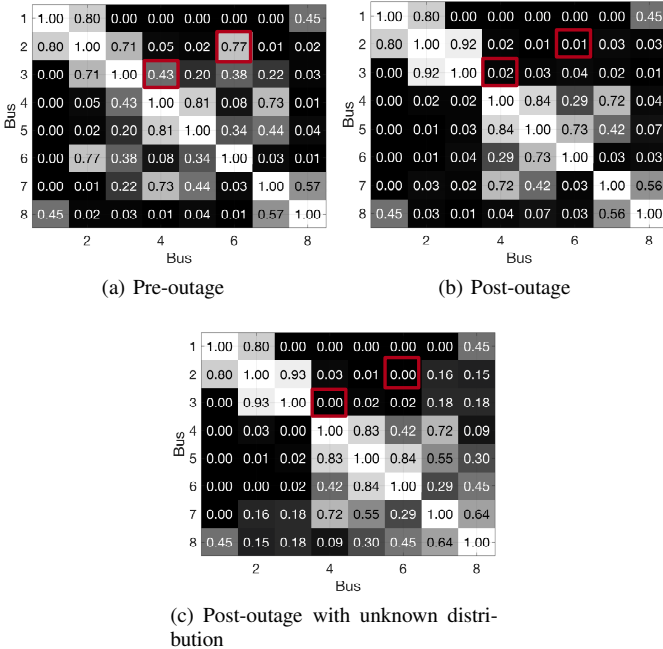 1 1.00 0.80 0.00 0.00 0.00 0.00 0.00 0.45
2 0.80 1.00 0.71 0.05 0.02 0.77 0.01 0.02
3 0.00 0.71 1.00 0.43 0.20 0.38 0.22 0.03
4 0.00 0.05 0.43 1.00 0.81 0.08 0.73 0.01
5 0.00 0.02 0.20 0.81 1.00 0.34 0.44 0.04
6 0.00 0.77 0.38 0.08 0.34 1.00 0.03 0.01
7 0.00 0.01 0.22 0.73 0.44 0.03 1.00 0.57
8 0.45 0.02 0.03 0.01 0.04 0.01 0.57 1.00
2 4 6 8
Bus
Bus
(a) Pre-outage
1 1.00 0.80 0.00 0.00 0.00 0.00 0.00 0.45
2 0.80 1.00 0.92 0.02 0.01 0.01 0.03 0.03
3 0.00 0.92 1.00 0.02 0.03 0.04 0.02 0.01
4 0.00 0.02 0.02 1.00 0.84 0.29 0.72 0.04
5 0.00 0.01 0.03 0.84 1.00 0.73 0.42 0.07
6 0.00 0.01 0.04 0.29 0.73 1.00 0.03 0.03
7 0.00 0.03 0.02 0.72 0.42 0.03 1.00 0.56
8 0.45 0.03 0.01 0.04 0.07 0.03 0.56 1.00
2 4 6 8
Bus
Bus
(b) Post-outage
1 1.00 0.80 0.00 0.00 0.00 0.00 0.00 0.45
2 0.80 1.00 0.93 0.03 0.01 0.00 0.16 0.15
3 0.00 0.93 1.00 0.00 0.02 0.02 0.18 0.18
4 0.00 0.03 0.00 1.00 0.83 0.42 0.72 0.09
5 0.00 0.01 0.02 0.83 1.00 0.84 0.55 0.30
6 0.00 0.00 0.02 0.42 0.84 1.00 0.29 0.45
7 0.00 0.16 0.18 0.72 0.55 0.29 1.00 0.64
8 0.45 0.15 0.18 0.09 0.30 0.45 0.64 1.00
2 4 6 8
Bus
Bus
(c) Post-outage with unknown distri-
bution